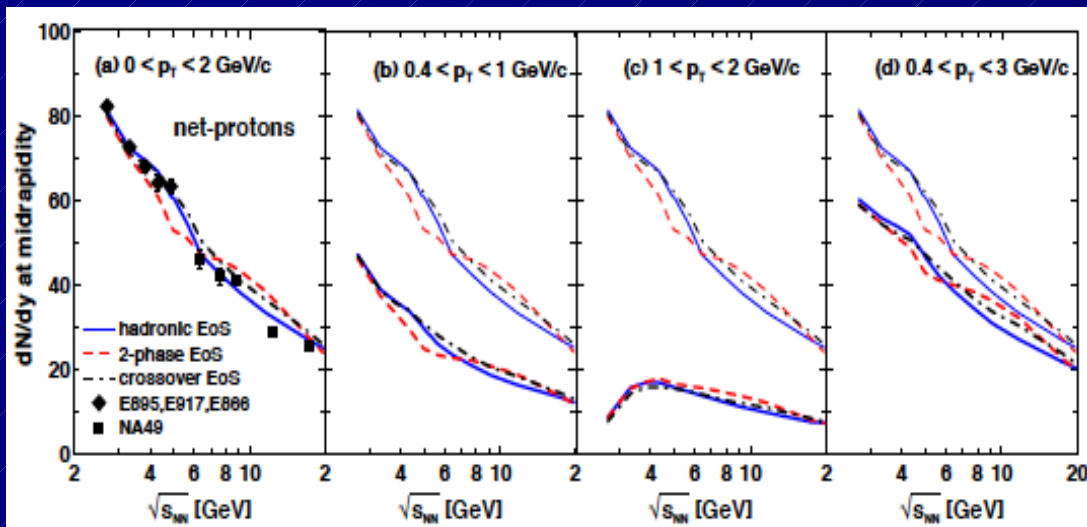 100
80
60
40
20
0
dN/dy at midrapidity
(a) 0 < p_T < 2 GeV/c
net-protons
hadronic EoS
2-phase EoS
crossover EoS
E895,E917,E866
NA49
2 4 6 8 10
√s_NN [GeV]
(b) 0.4 < p_T < 1 GeV/c
2 4 6 8 10
√s_NN [GeV]
(c) 1 < p_T < 2 GeV/c
2 4 6 8 10
√s_NN [GeV]
(d) 0.4 < p_T < 3 GeV/c
2 4 6 8 10 20
√s_NN [GeV]